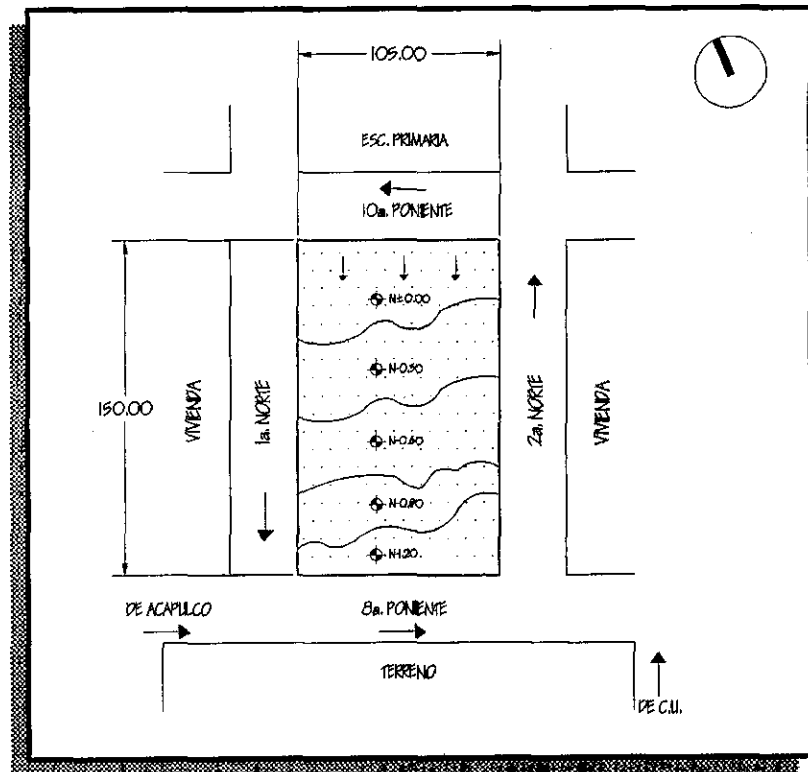 105.00
ESC. PRIMARIA
10a. PONIENTE
N±0.00
N-0.30
150.00
VIVIENDA
1a. NORTE
2a. NORTE
VIVIENDA
N-0.60
N-0.80
N-1.20
DE ACAPULCO
8a. PONIENTE
TERRENO
DE C.U.